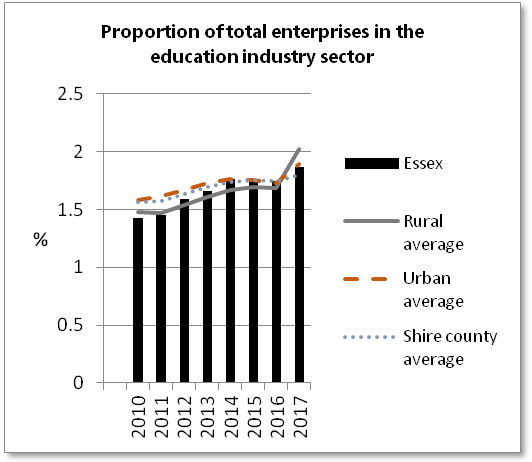 Proportion of total enterprises in the
education industry sector
2.5
2
1.5
1
0.5
0
%
2010
2011
2012
2013
2014
2015
2016
2017
Essex
Rural
average
Urban
average
Shire county
average